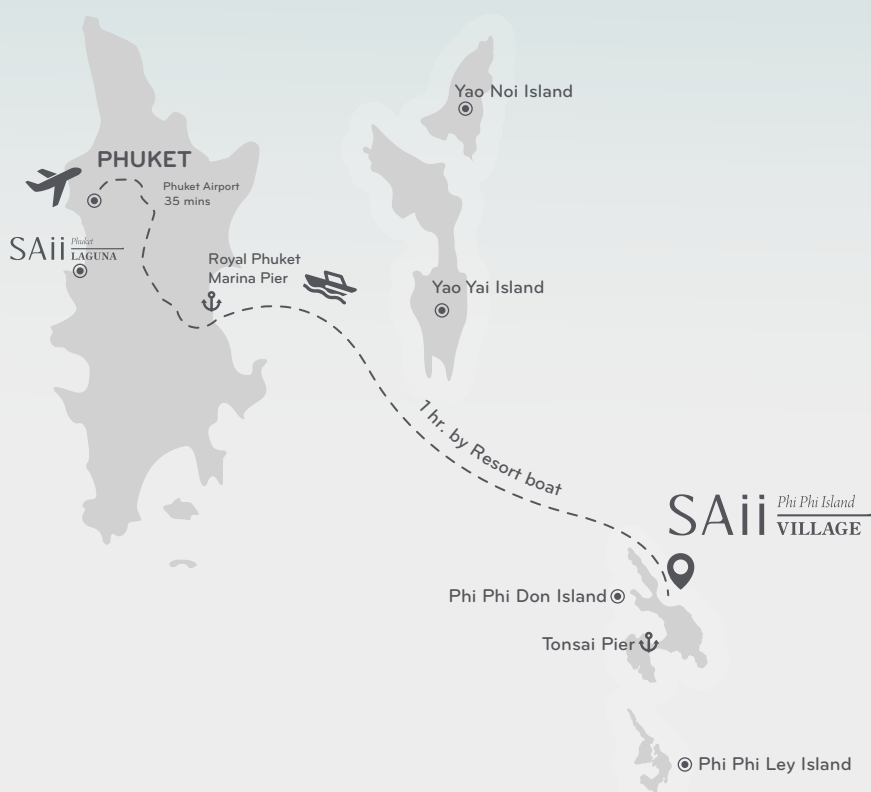 Yao Noi Island
PHUKET
Phuket Airport
35 mins
SAii Phuket
LAGUNA
Royal Phuket
Marina Pier
Yao Yai Island
1 hr. by Resort boat
SAii Phi Phi Island
VILLAGE
Phi Phi Don Island
Tonsai Pier
Phi Phi Ley Island